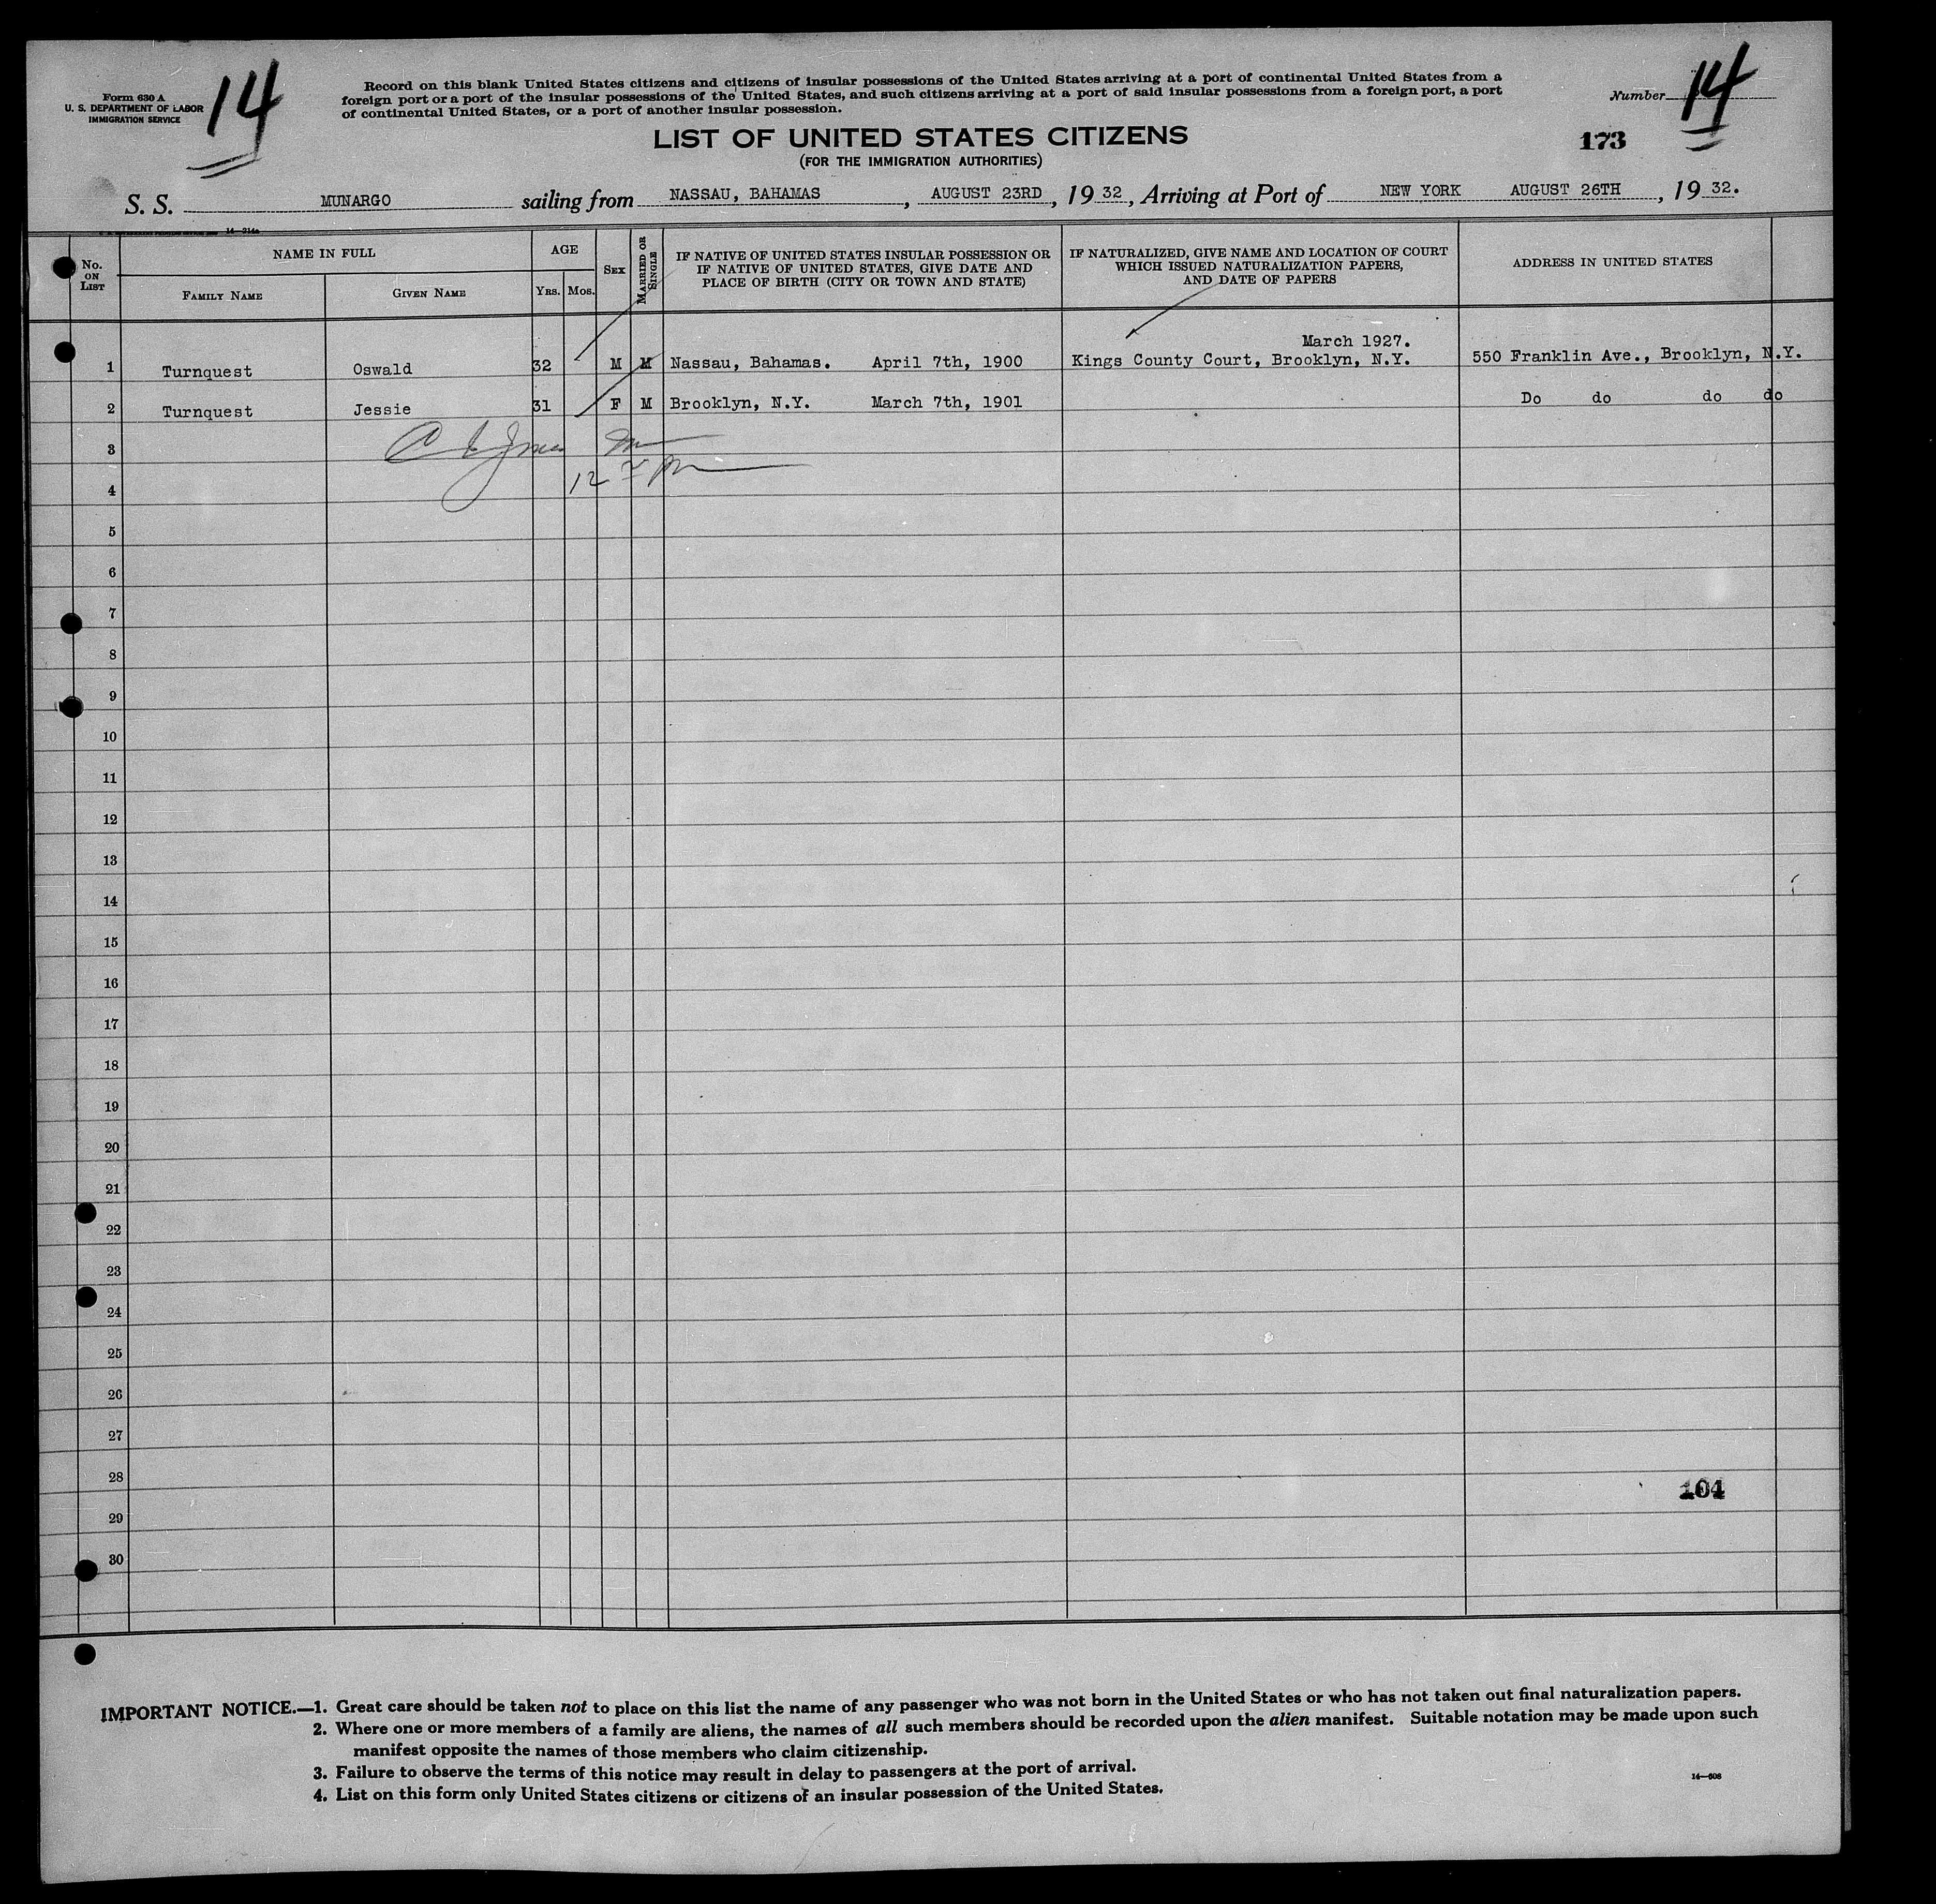 Form 630 A
U. S. DEPARTMENT OF LABOR
IMMIGRATION SERVICE
14
Record on this blank United States citizens and citizens of insular possessions of the United States arriving at a port of continental United States from a
foreign port or a port of the insular possessions of the United States, and such citizens arriving at a port of said insular possessions from a foreign port, a port
of continental United States, or a port of another insular possession.
Number 14
LIST OF UNITED STATES CITIZENS
173
(FOR THE IMMIGRATION AUTHORITIES)
S. S. MUNARGO sailing from NASSAU, BAHAMAS, AUGUST 23RD, 19 32, Arriving at Port of NEW YORK AUGUST 26TH, 19 32.
No. ON LIST
NAME IN FULL
FAMILY NAME
GIVEN NAME
AGE
YRS.
MOS.
SEX
MARRIED OR SINGLE
IF NATIVE OF UNITED STATES INSULAR POSSESSION OR
IF NATIVE OF UNITED STATES, GIVE DATE AND
PLACE OF BIRTH (CITY OR TOWN AND STATE)
IF NATURALIZED, GIVE NAME AND LOCATION OF COURT
WHICH ISSUED NATURALIZATION PAPERS,
AND DATE OF PAPERS
ADDRESS IN UNITED STATES
March 1927.
1 Turnquest Oswald 32 M M Nassau, Bahamas. April 7th, 1900 Kings County Court, Brooklyn, N.Y. 550 Franklin Ave., Brooklyn, N.Y.
2 Turnquest Jessie 31 F M Brooklyn, N.Y. March 7th, 1901 Do do do do
3
4
5
6
7
8
9
10
11
12
13
14
15
16
17
18
19
20
21
22
23
24
25
26
27
28
104
29
30
IMPORTANT NOTICE.—1. Great care should be taken not to place on this list the name of any passenger who was not born in the United States or who has not taken out final naturalization papers.
2. Where one or more members of a family are aliens, the names of all such members should be recorded upon the alien manifest. Suitable notation may be made upon such
manifest opposite the names of those members who claim citizenship.
3. Failure to observe the terms of this notice may result in delay to passengers at the port of arrival.
4. List on this form only United States citizens or citizens of an insular possession of the United States.
14—608